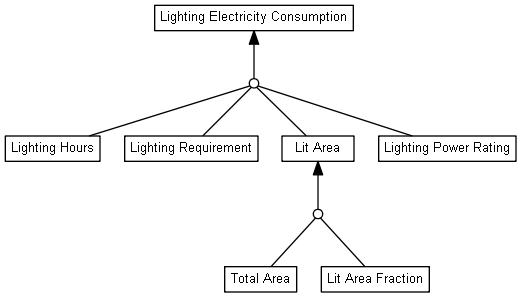 Lighting Electricity Consumption
Lighting Hours
Lighting Requirement
Lit Area
Lighting Power Rating
Total Area
Lit Area Fraction